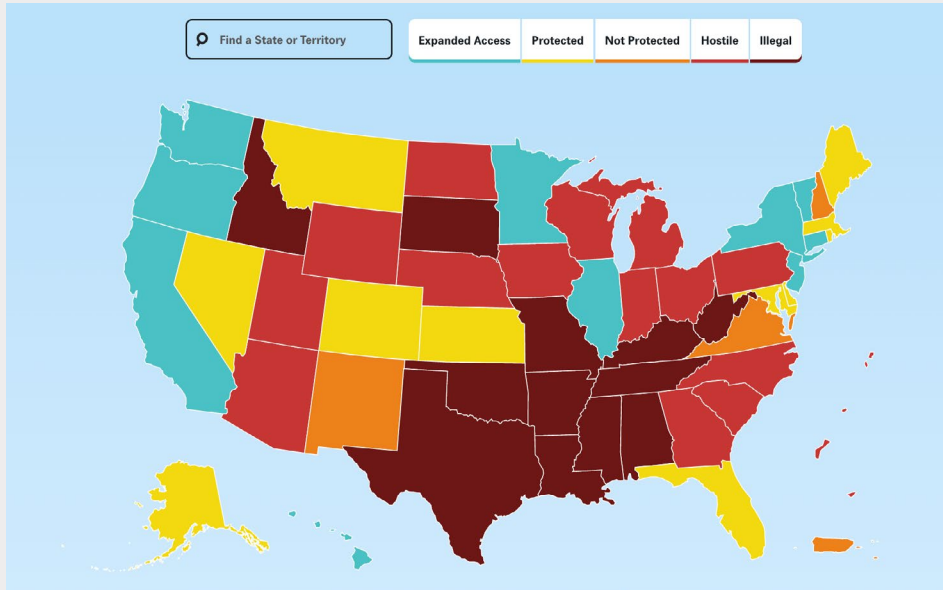 Find a State or Territory
Expanded Access
Protected
Not Protected
Hostile
Illegal